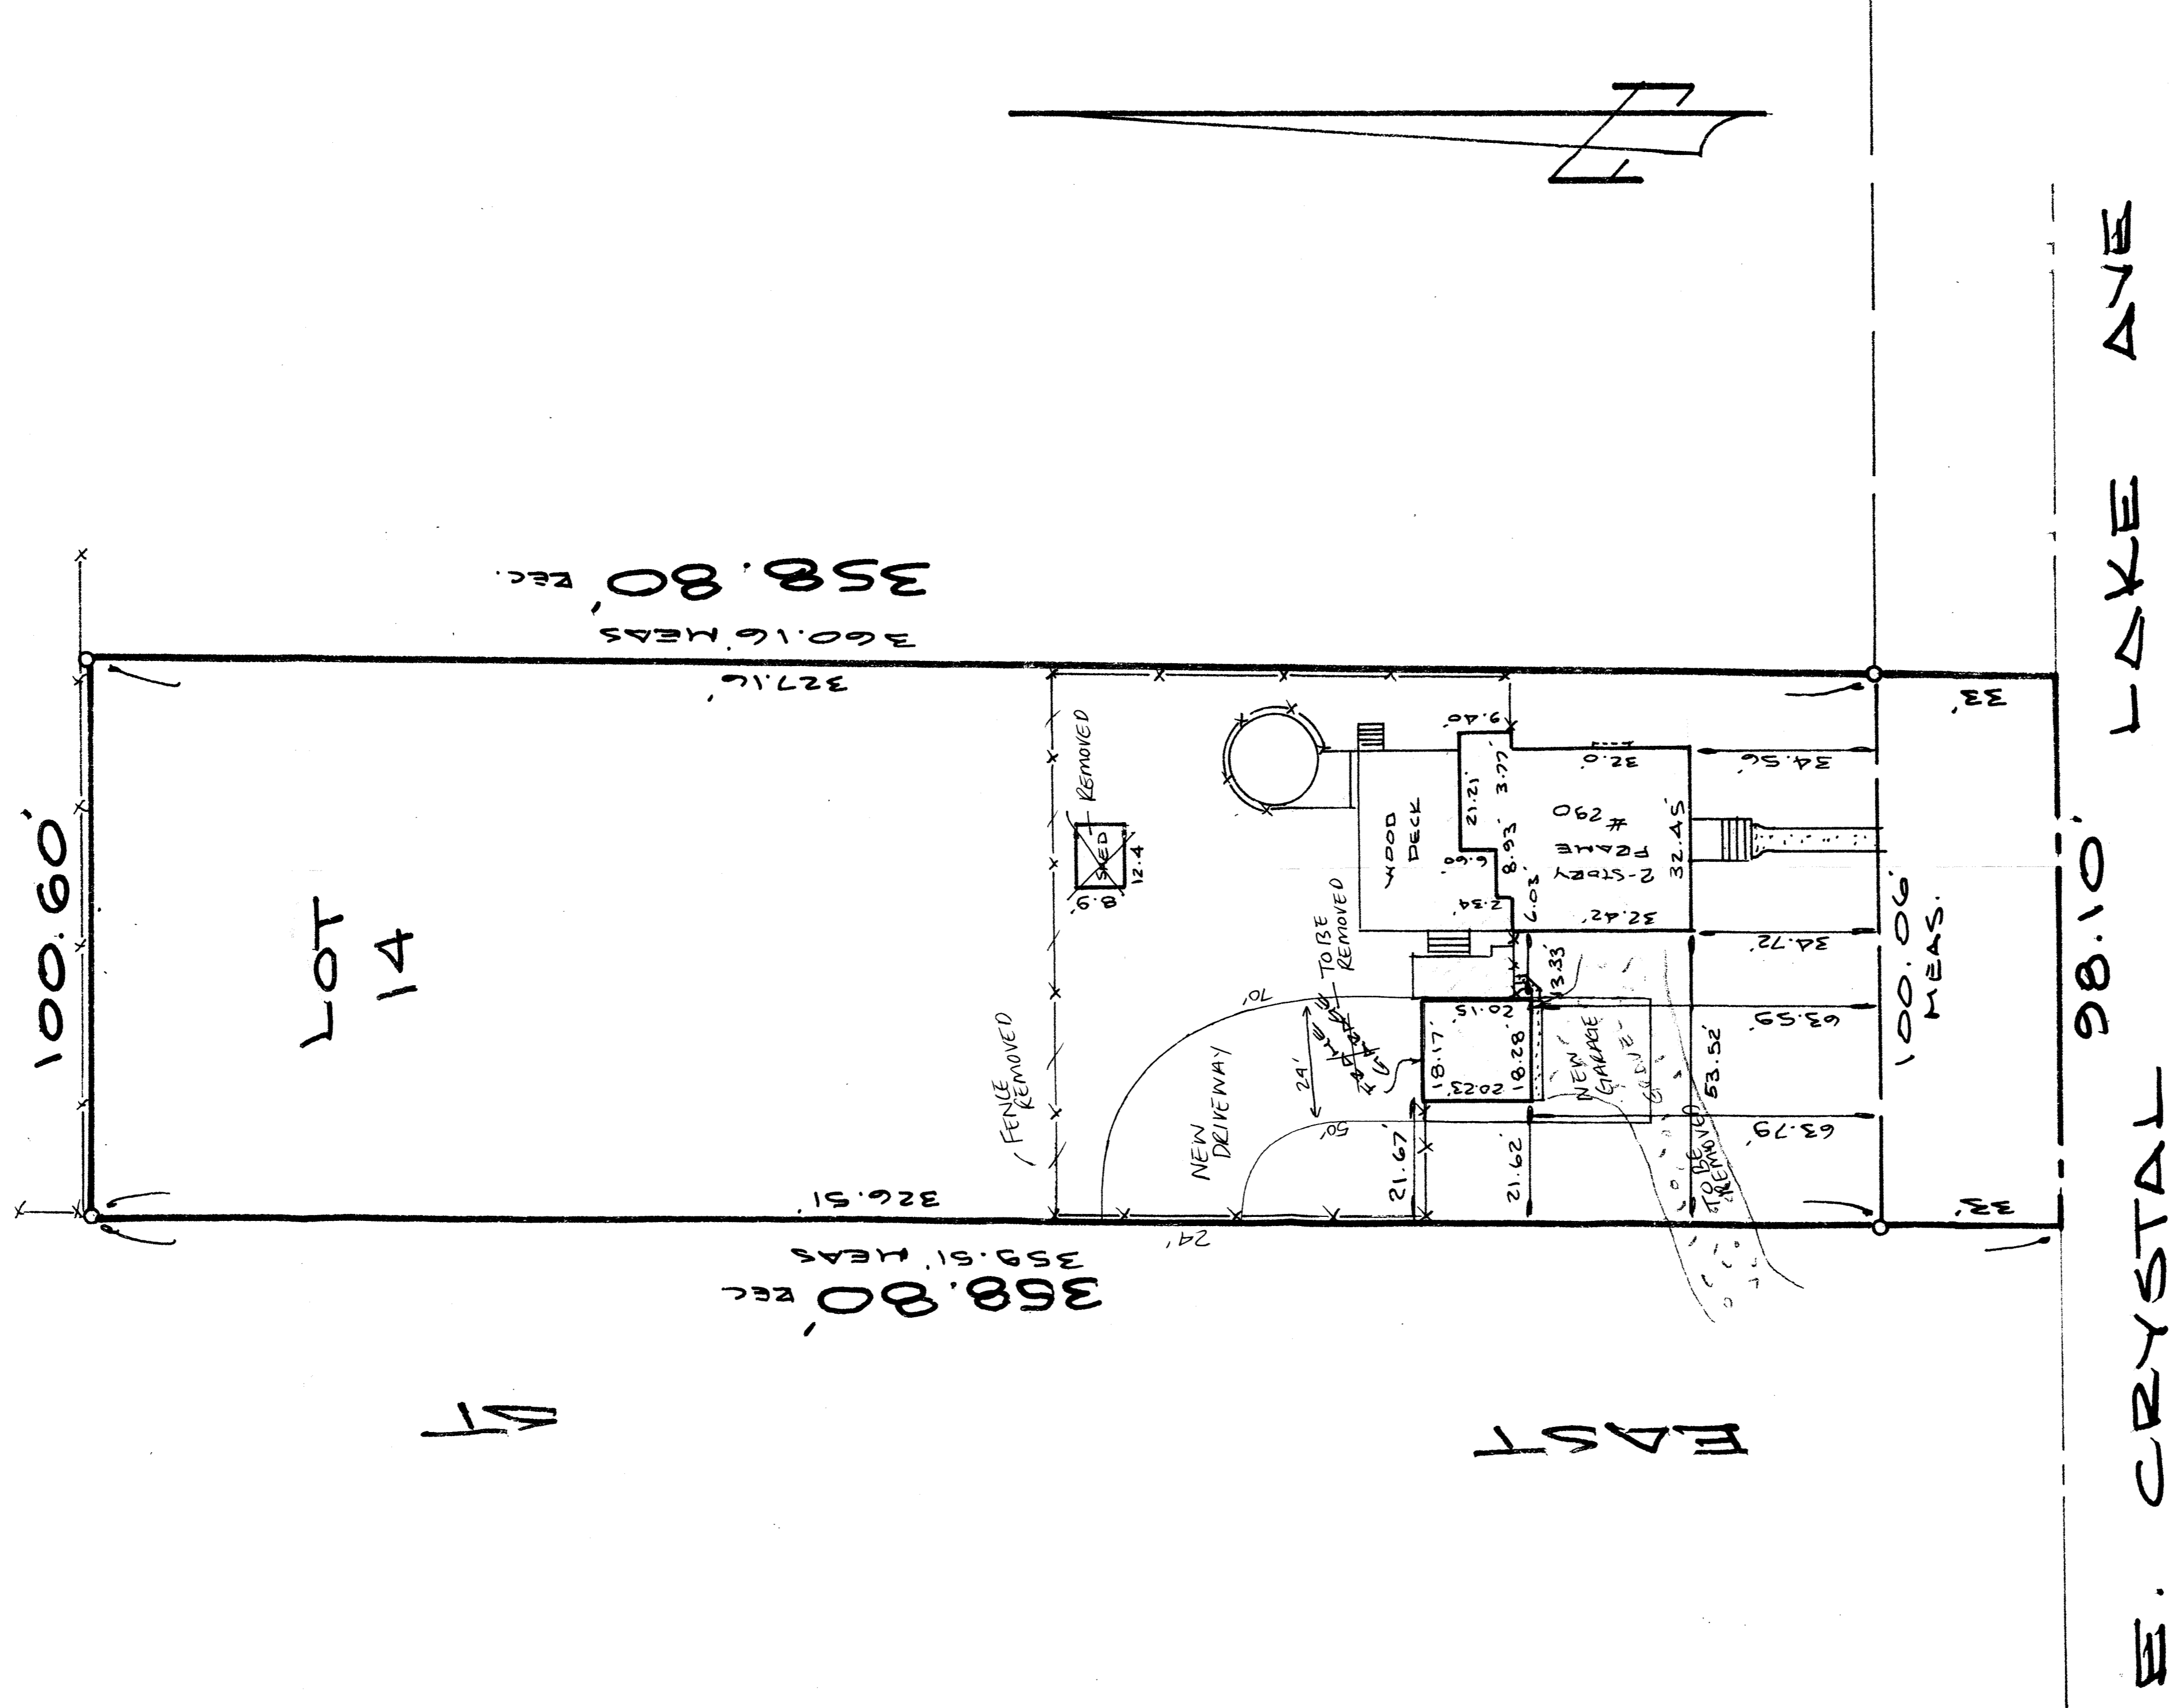 N
E. CRYSTAL LAKE AVE
EAST
ST
358.80' REC.
360.16' MEAS
327.16'
33'
100.60'
LOT
14
REMOVED
SHED
12.4
8.9'
FENCE
REMOVED
WOOD
DECK
9.40'
21.21'
3.77'
6.60'
8.93'
2.34'
6.03'
32.0'
#290
2-STORY
FRAME
32.45'
32.42'
34.56'
34.72'
100.06'
MEAS.
98.10'
TO BE
REMOVED
70'
24'
50'
NEW
DRIVEWAY
18.17'
20.15'
18.28'
20.23'
13.33'
NEW
GARAGE
63.59'
53.52'
63.79'
21.67'
21.62'
TO BE
REMOVED
326.51'
33'
24'
359.51' MEAS
358.80' REC